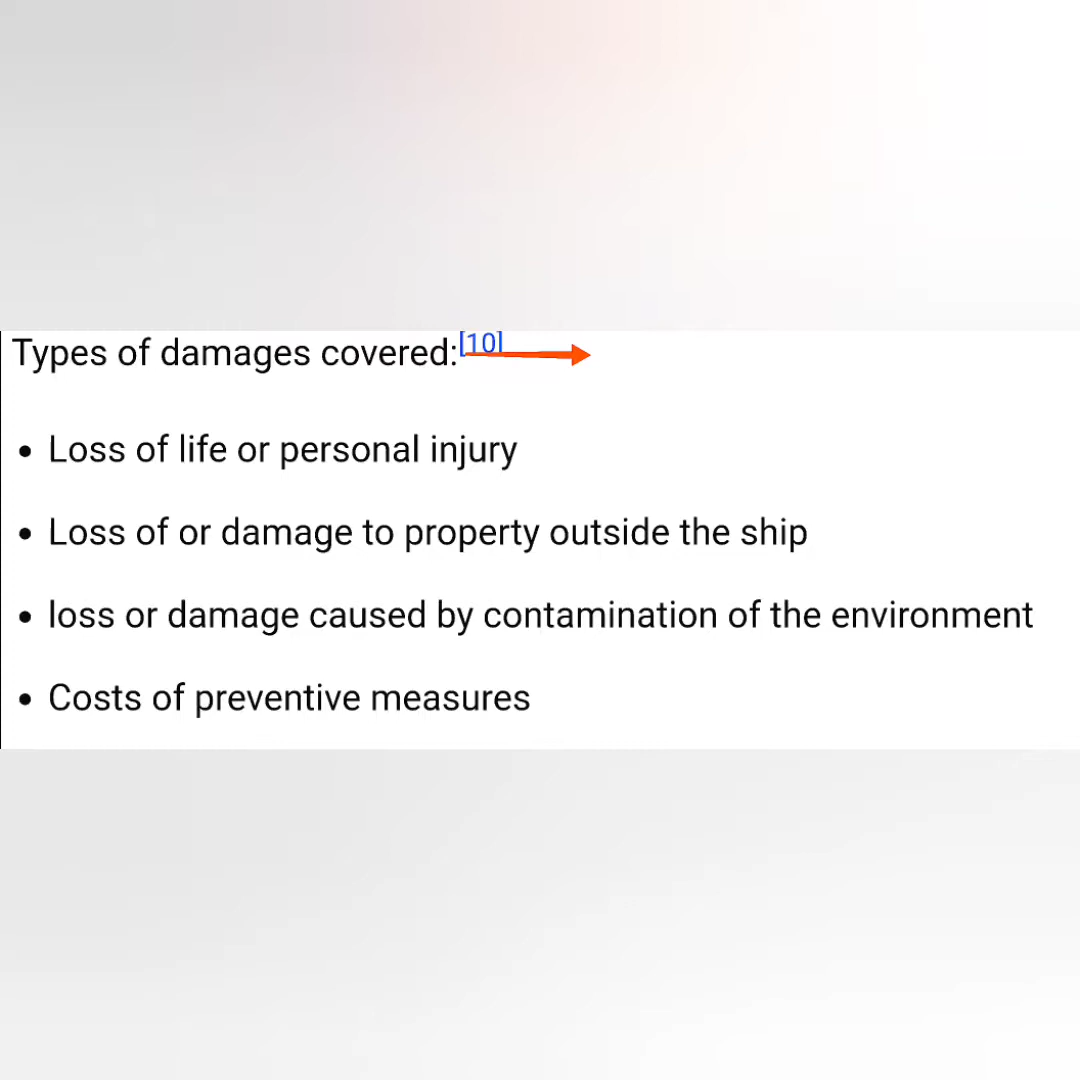 Types of damages covered:[10]
• Loss of life or personal injury
• Loss of or damage to property outside the ship
• loss or damage caused by contamination of the environment
• Costs of preventive measures